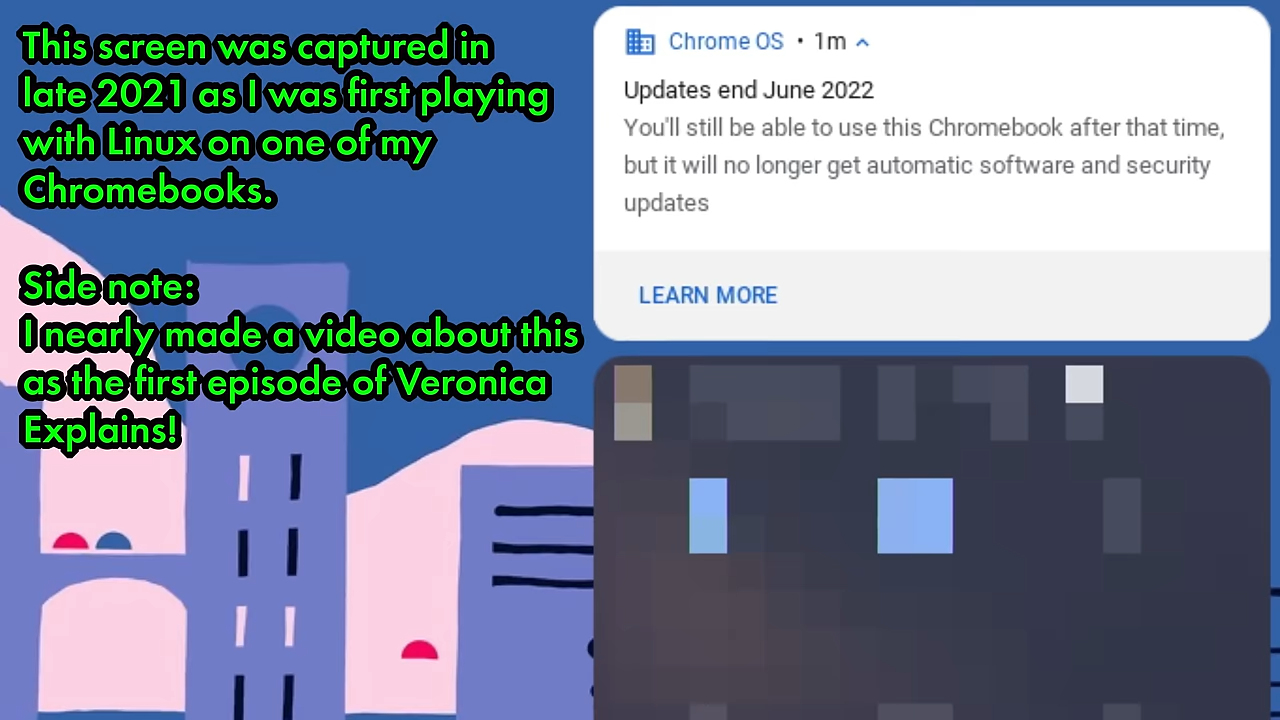 This screen was captured in
late 2021 as I was first playing
with Linux on one of my
Chromebooks.
Side note:
I nearly made a video about this
as the first episode of Veronica
Explains!
Chrome OS • 1m
Updates end June 2022
You'll still be able to use this Chromebook after that time,
but it will no longer get automatic software and security
updates
LEARN MORE